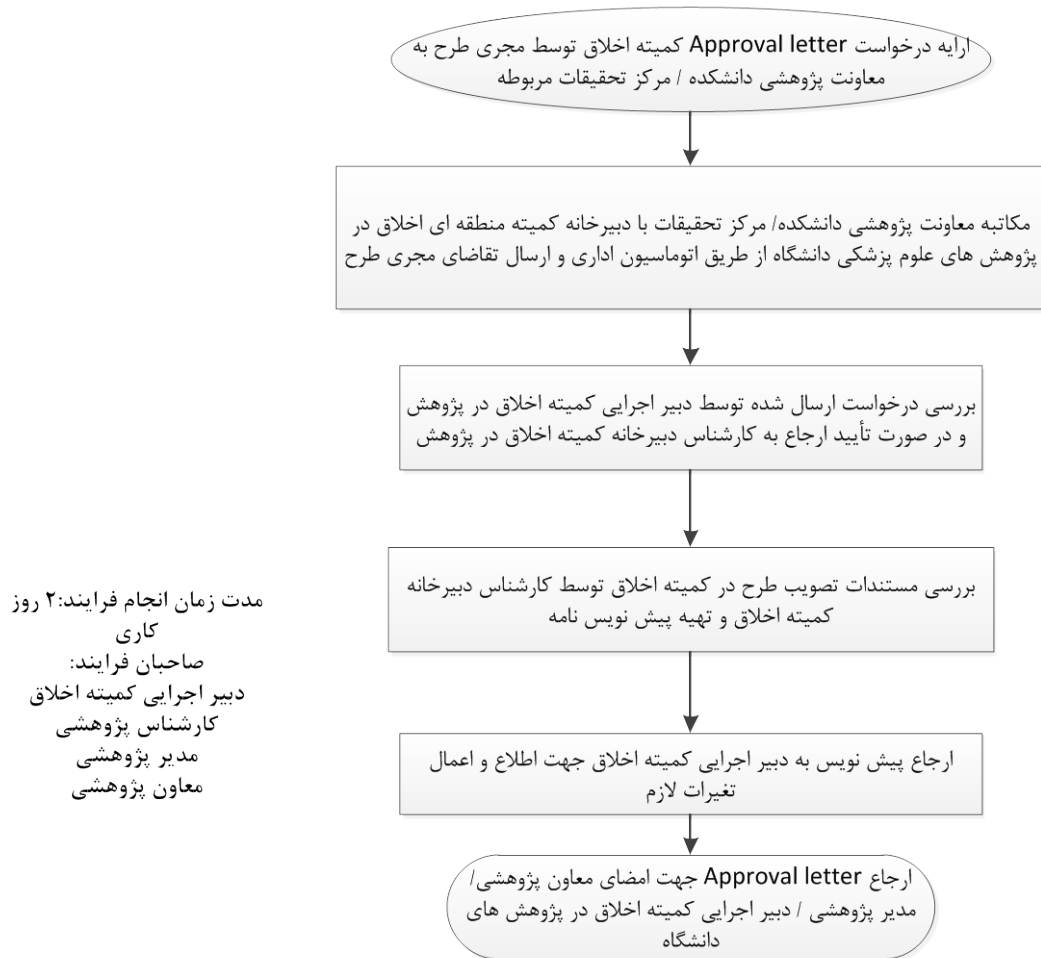 ارایه درخواست Approval letter کمیته اخلاق توسط مجری طرح به
معاونت پژوهشی دانشکده / مرکز تحقیقات مربوطه
مکاتبه معاونت پژوهشی دانشکده/ مرکز تحقیقات با دبیرخانه کمیته منطقه ای اخلاق در
پژوهش های علوم پزشکی دانشگاه از طریق اتوماسیون اداری و ارسال تقاضای مجری طرح
بررسی درخواست ارسال شده توسط دبیر اجرایی کمیته اخلاق در پژوهش
و در صورت تأیید ارجاع به کارشناس دبیرخانه کمیته اخلاق در پژوهش
بررسی مستندات تصویب طرح در کمیته اخلاق توسط کارشناس دبیرخانه
کمیته اخلاق و تهیه پیش نویس نامه
ارجاع پیش نویس به دبیر اجرایی کمیته اخلاق جهت اطلاع و اعمال
تغیرات لازم
ارجاع Approval letter جهت امضای معاون پژوهشی/
مدیر پژوهشی / دبیر اجرایی کمیته اخلاق در پژوهش های
دانشگاه
مدت زمان انجام فرایند:۲ روز
کاری
صاحبان فرایند:
دبیر اجرایی کمیته اخلاق
کارشناس پژوهشی
مدیر پژوهشی
معاون پژوهشی